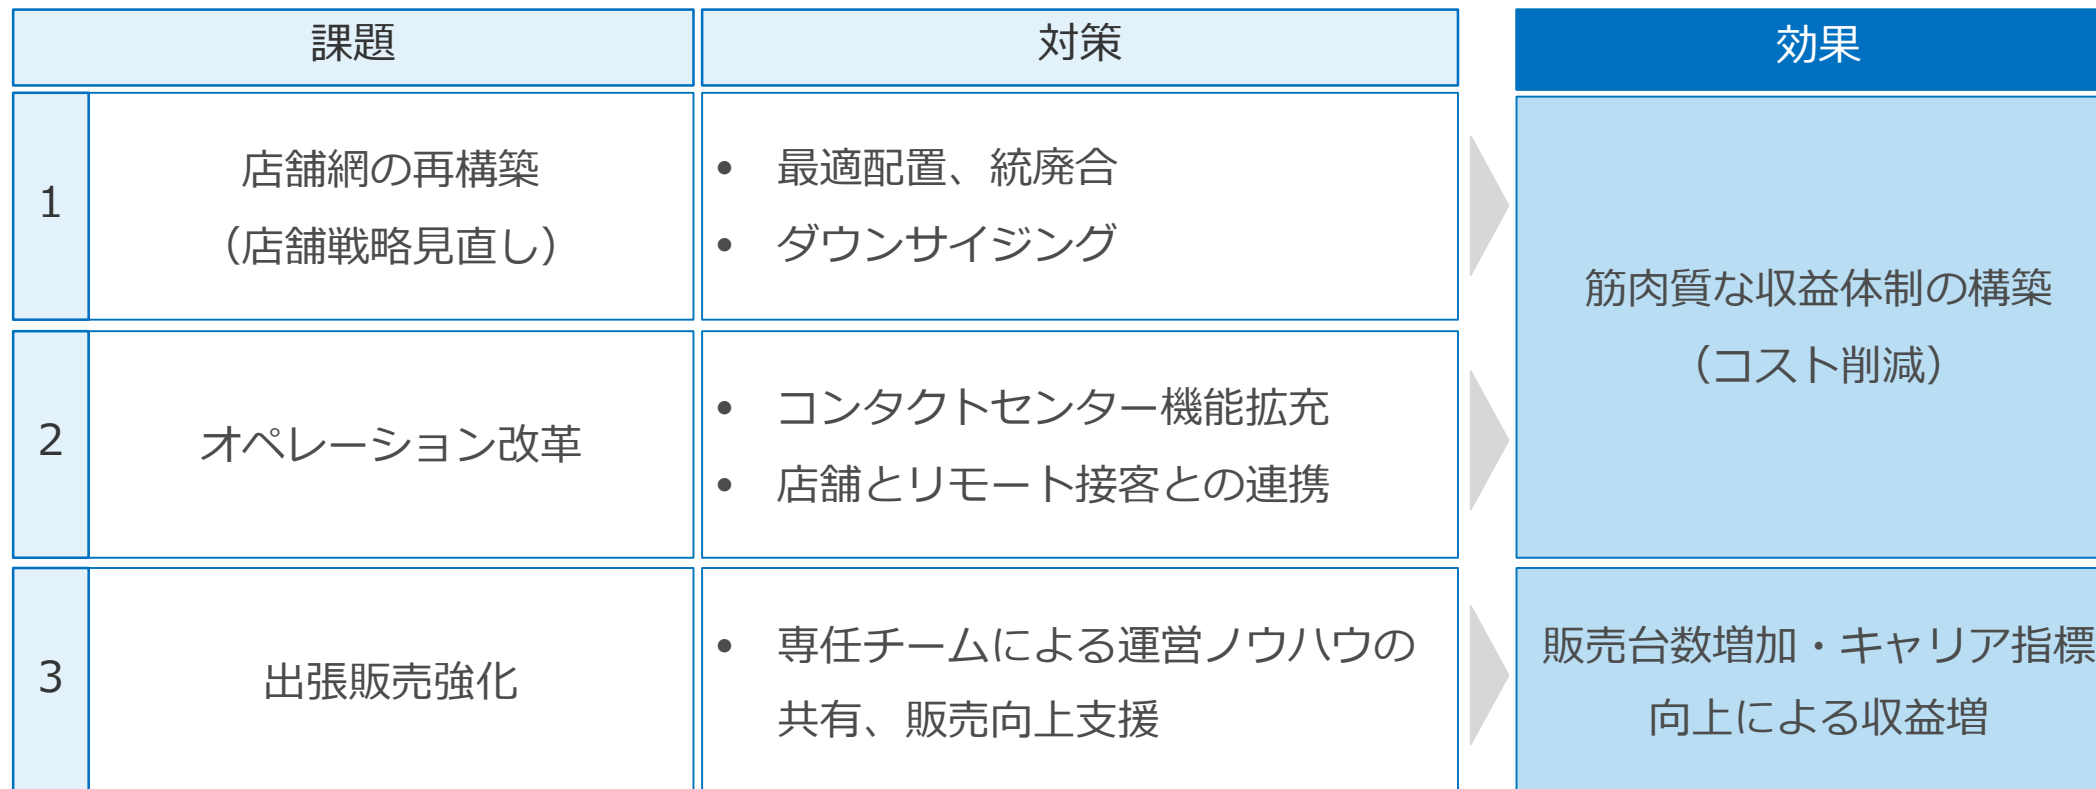 課題
対策
効果
1
店舗網の再構築
（店舗戦略見直し）
• 最適配置、統廃合
• ダウンサイジング
筋肉質な収益体制の構築
（コスト削減）
2
オペレーション改革
• コンタクトセンター機能拡充
• 店舗とリモート接客との連携
3
出張販売強化
• 専任チームによる運営ノウハウの
共有、販売向上支援
販売台数増加・キャリア指標
向上による収益増